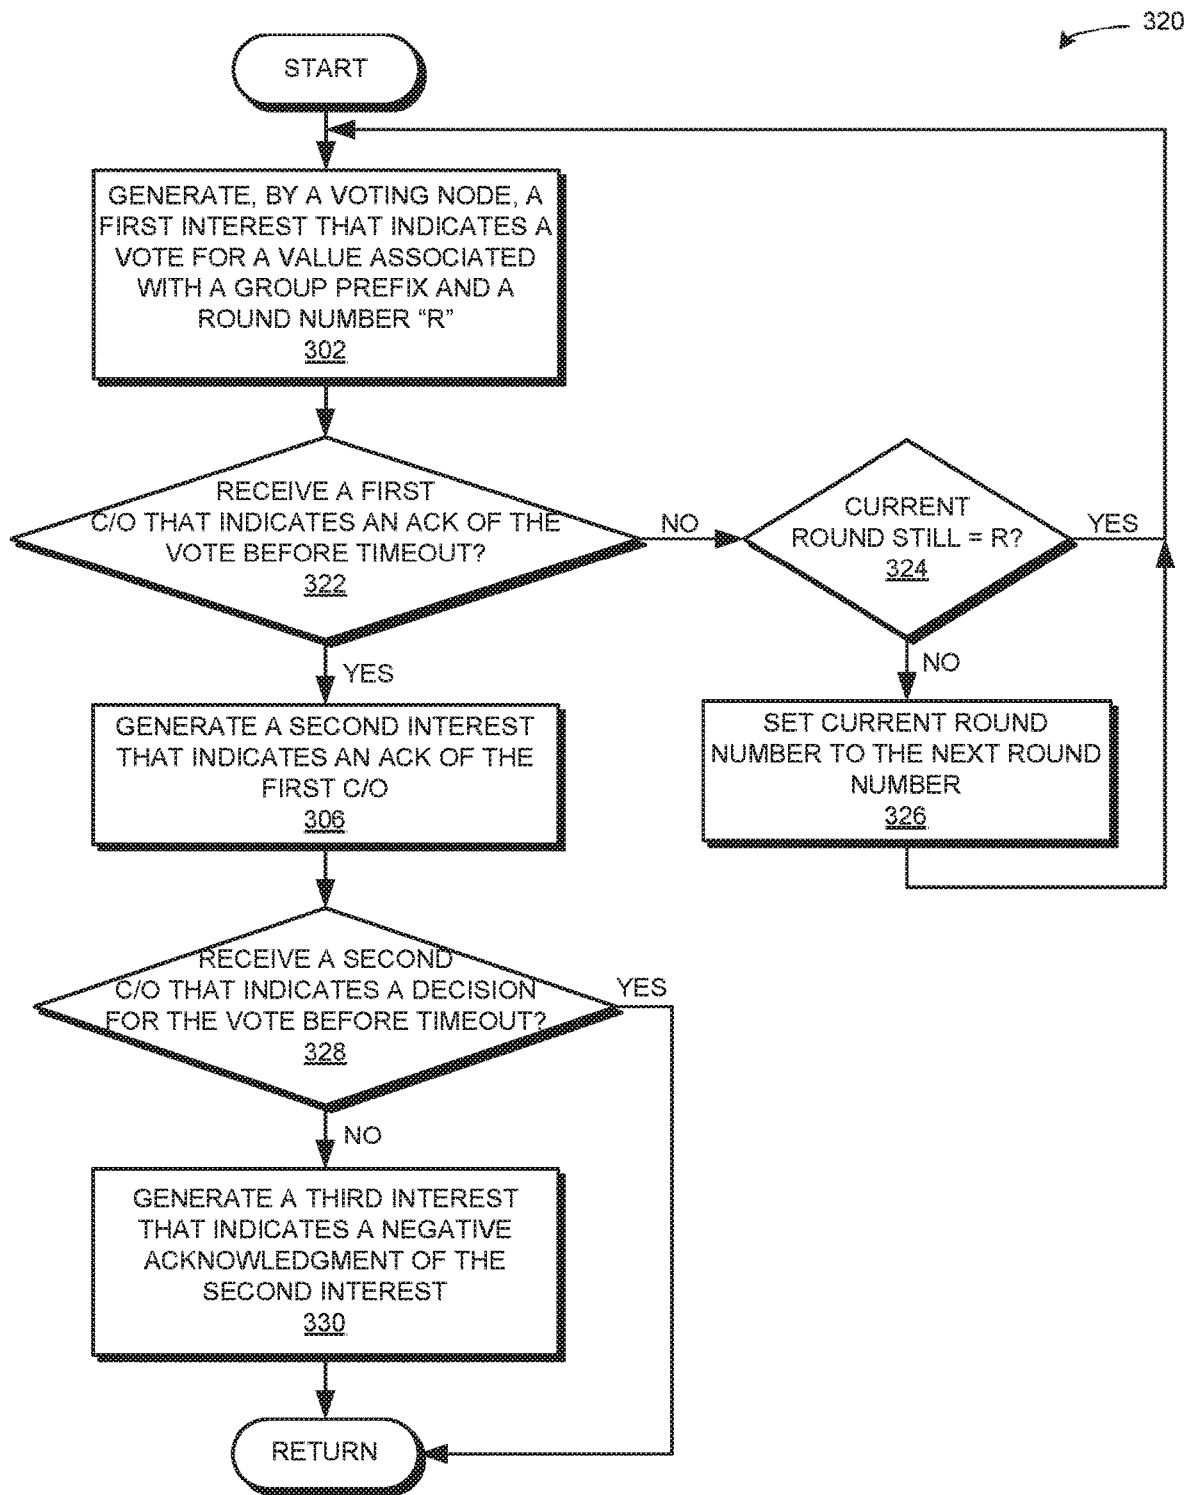 320
START
GENERATE, BY A VOTING NODE, A
FIRST INTEREST THAT INDICATES A
VOTE FOR A VALUE ASSOCIATED
WITH A GROUP PREFIX AND A
ROUND NUMBER “R”
302
RECEIVE A FIRST
C/O THAT INDICATES AN ACK OF THE
VOTE BEFORE TIMEOUT?
322
NO
CURRENT
ROUND STILL = R?
324
YES
YES
NO
GENERATE A SECOND INTEREST
THAT INDICATES AN ACK OF THE
FIRST C/O
306
SET CURRENT ROUND
NUMBER TO THE NEXT ROUND
NUMBER
326
RECEIVE A SECOND
C/O THAT INDICATES A DECISION
FOR THE VOTE BEFORE TIMEOUT?
328
YES
NO
GENERATE A THIRD INTEREST
THAT INDICATES A NEGATIVE
ACKNOWLEDGMENT OF THE
SECOND INTEREST
330
RETURN